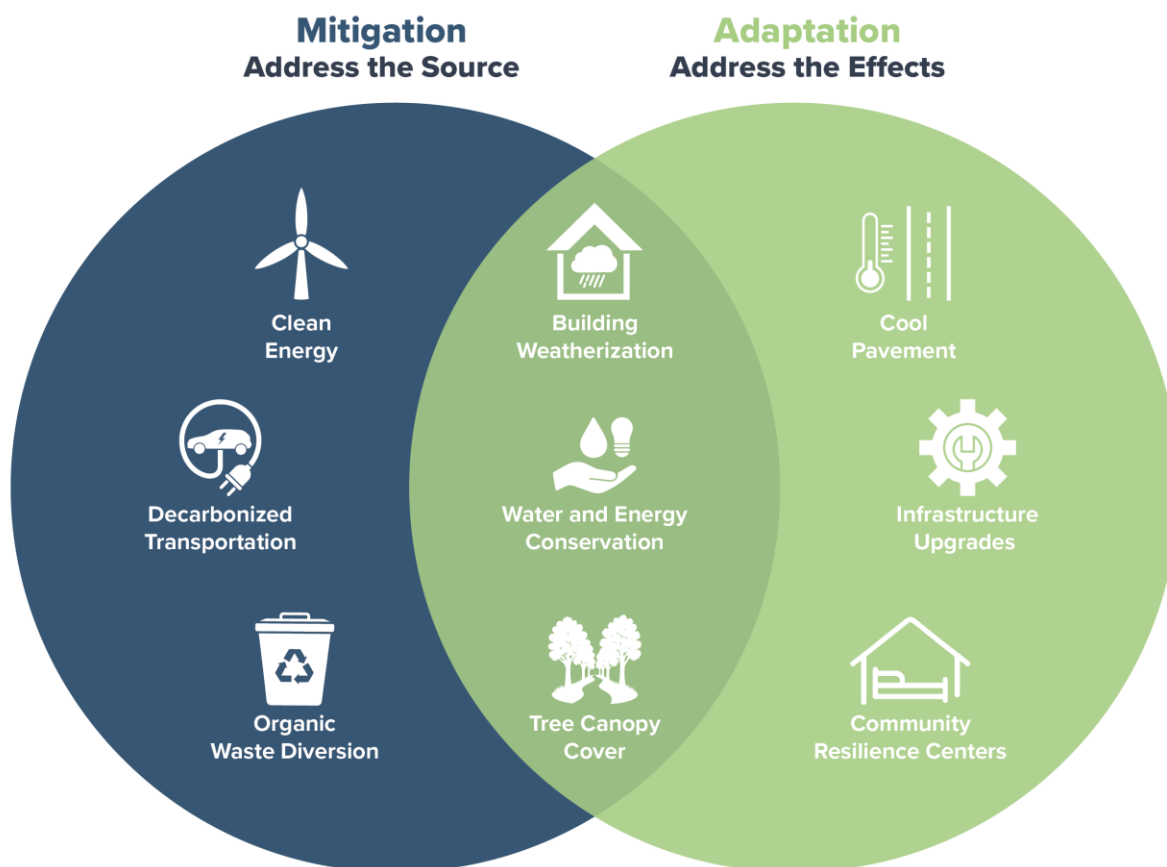 Mitigation
Address the Source
Adaptation
Address the Effects
Clean
Energy
Building
Weatherization
Cool
Pavement
Decarbonized
Transportation
Water and Energy
Conservation
Infrastructure
Upgrades
Organic
Waste Diversion
Tree Canopy
Cover
Community
Resilience Centers